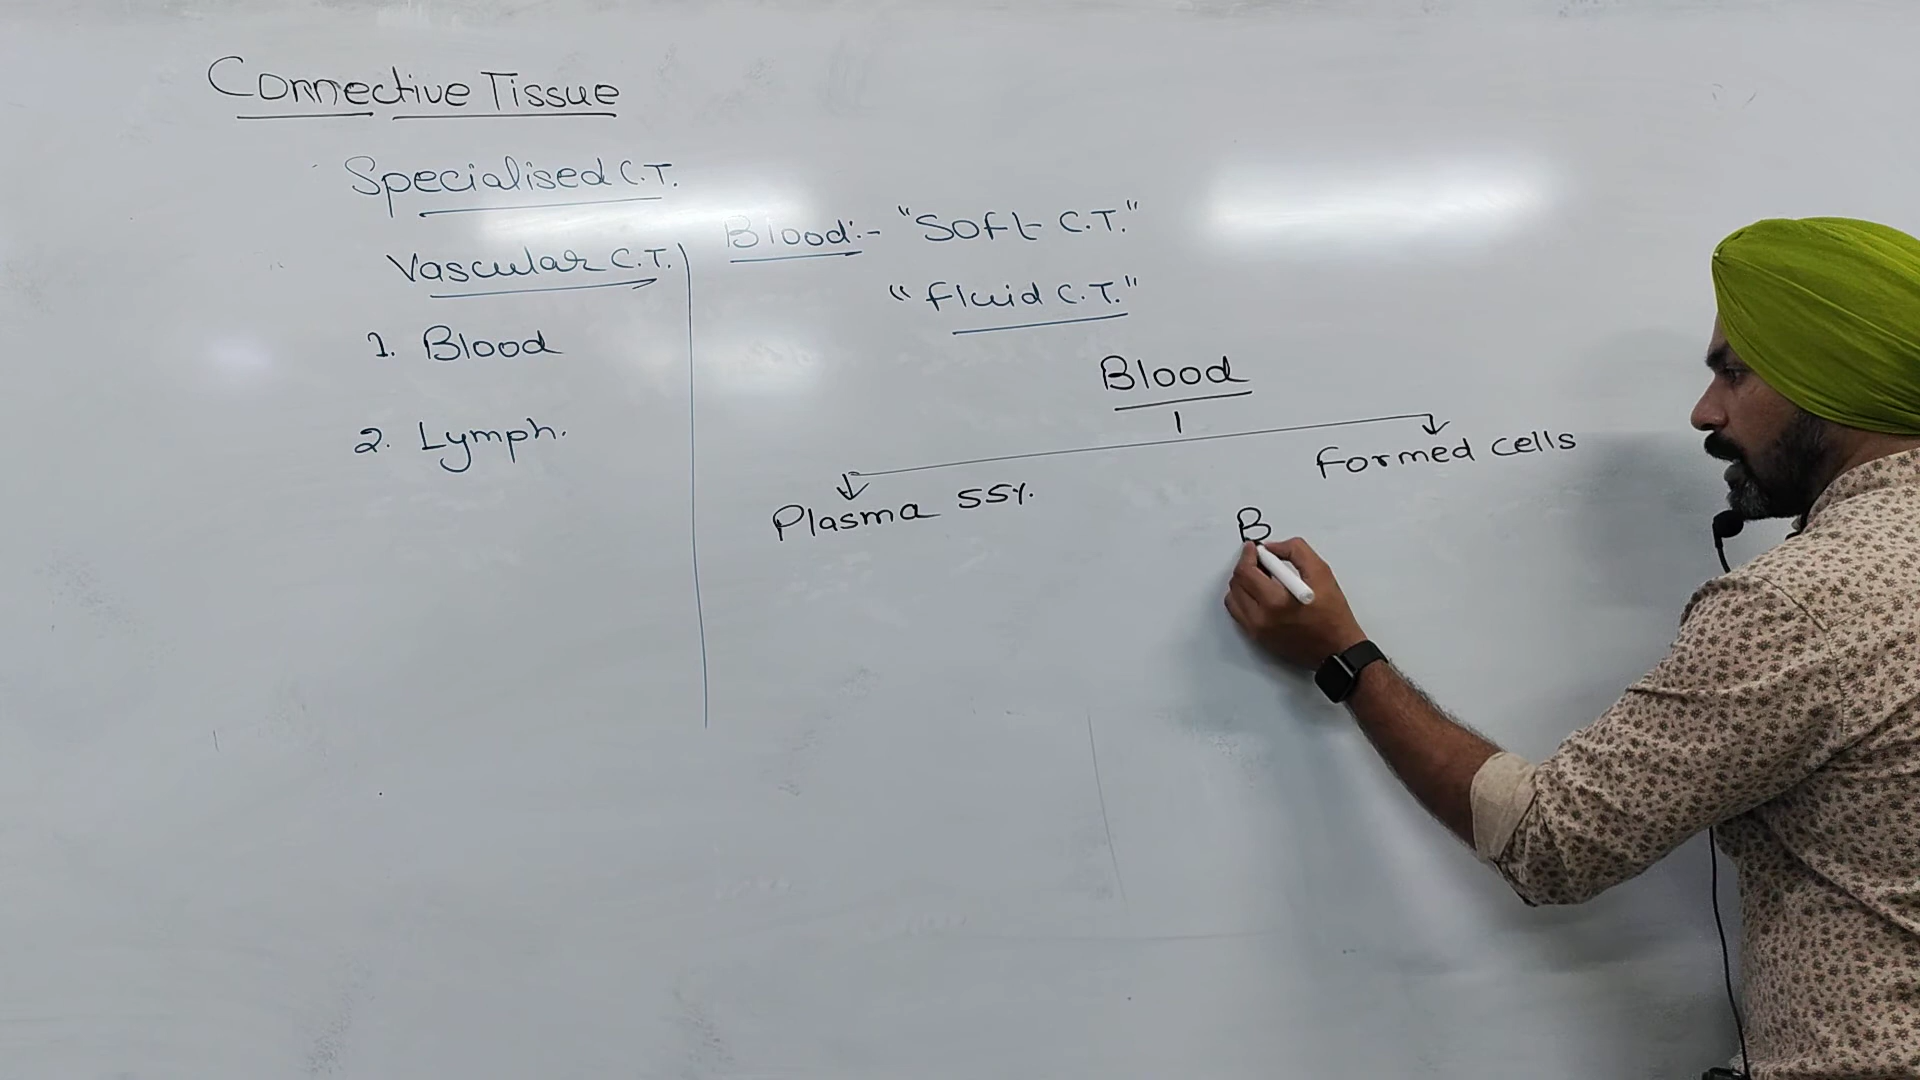 Connective Tissue
Specialised C.T.
Vascular C.T.
1. Blood
2. Lymph.
Blood:- "Soft C.T."
"fluid C.T."
Blood
Plasma 55%
formed cells
B